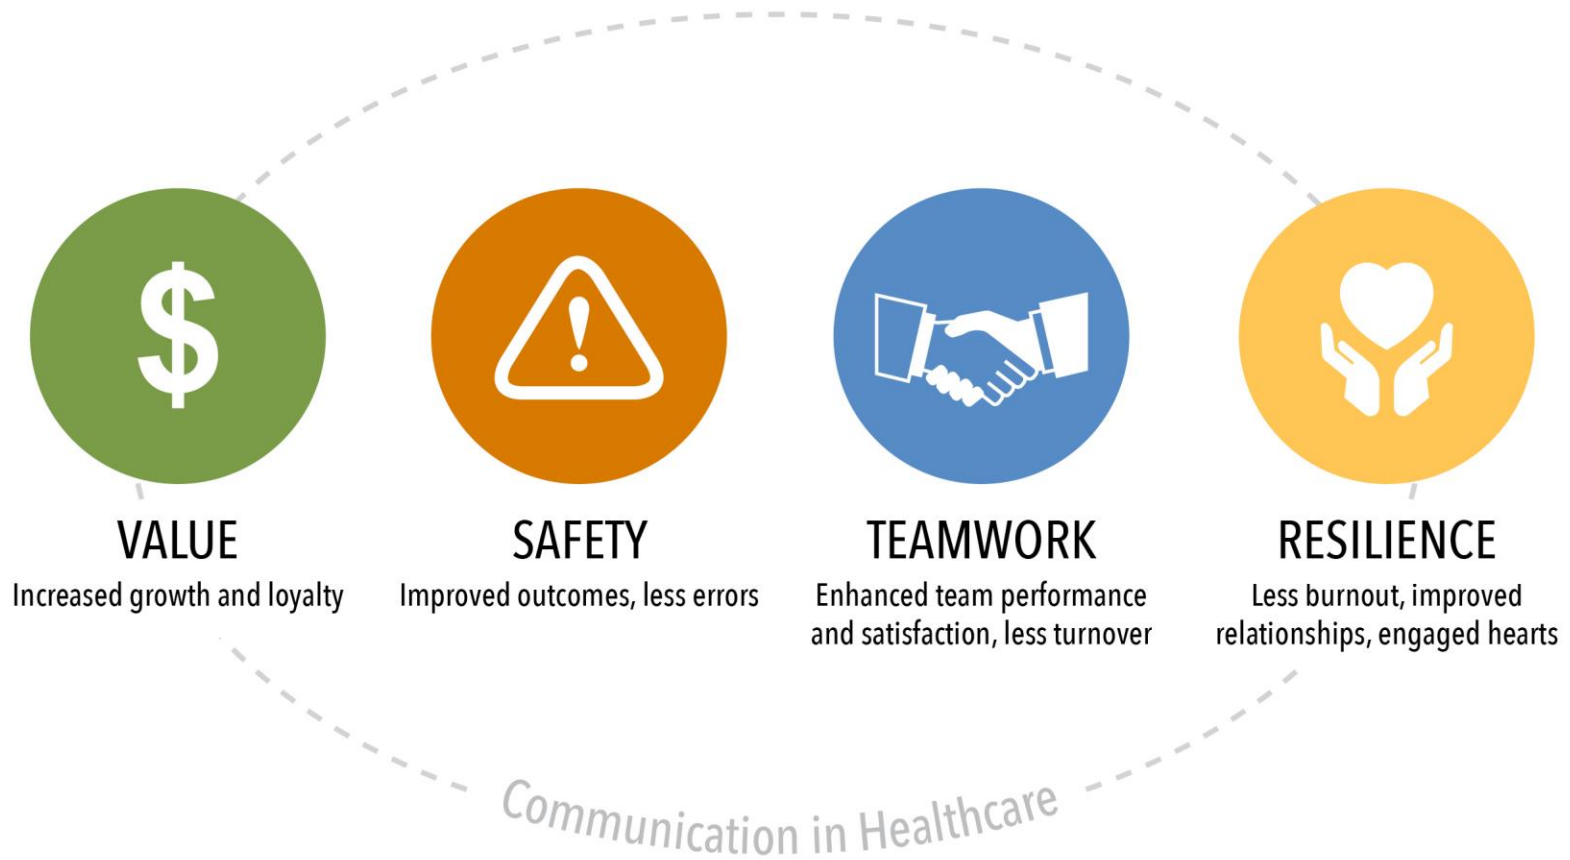 $
!
VALUE
Increased growth and loyalty
SAFETY
Improved outcomes, less errors
TEAMWORK
Enhanced team performance
and satisfaction, less turnover
RESILIENCE
Less burnout, improved
relationships, engaged hearts
Communication in Healthcare